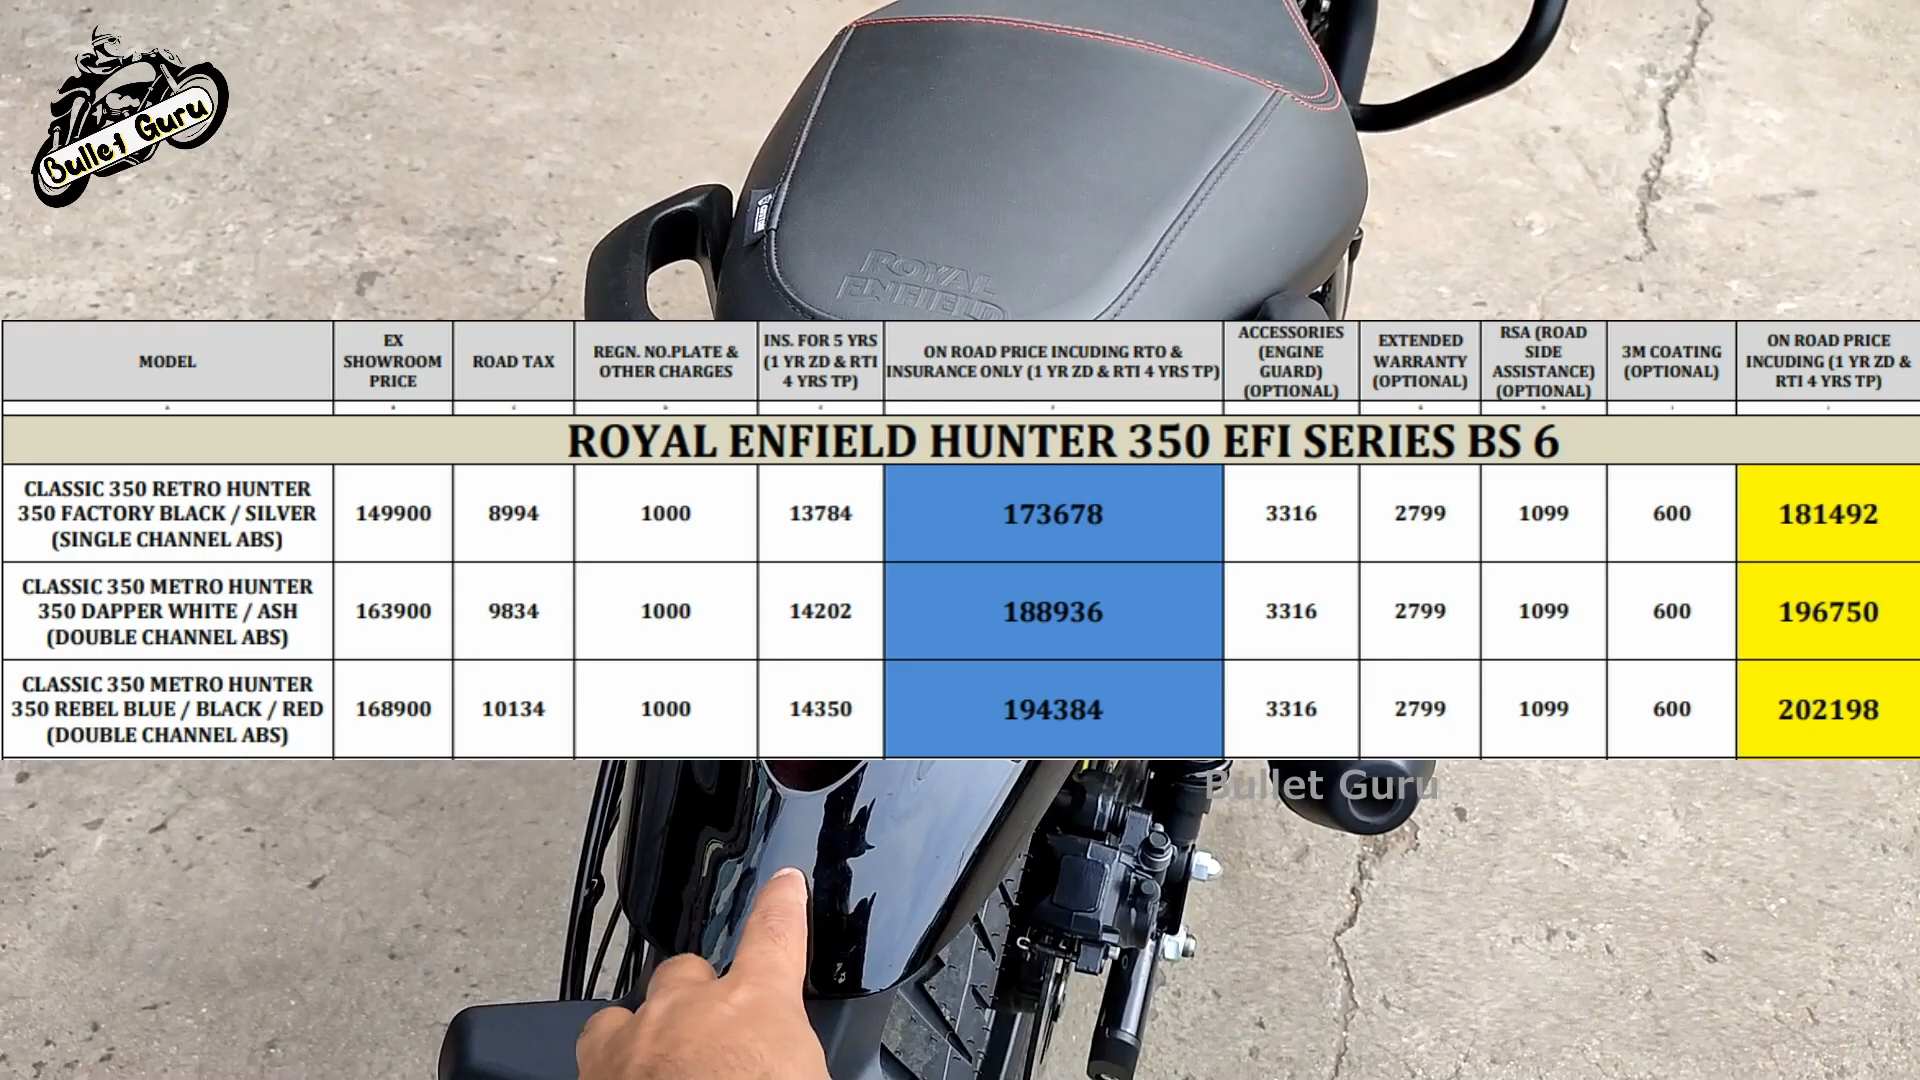 Bullet Guru
CUSTOM
ROYAL
ENFIELD
MODEL
EX
SHOWROOM
PRICE
ROAD TAX
REGN. NO.PLATE &
OTHER CHARGES
INS. FOR 5 YRS
(1 YR ZD & RTI
4 YRS TP)
ON ROAD PRICE INCUDING RTO &
INSURANCE ONLY (1 YR ZD & RTI 4 YRS TP)
ACCESSORIES
(ENGINE
GUARD)
(OPTIONAL)
EXTENDED
WARRANTY
(OPTIONAL)
RSA (ROAD
SIDE
ASSISTANCE)
(OPTIONAL)
3M COATING
(OPTIONAL)
ON ROAD PRICE
INCUDING (1 YR ZD &
RTI 4 YRS TP)
ROYAL ENFIELD HUNTER 350 EFI SERIES BS 6
CLASSIC 350 RETRO HUNTER
350 FACTORY BLACK / SILVER
(SINGLE CHANNEL ABS)
149900
8994
1000
13784
173678
3316
2799
1099
600
181492
CLASSIC 350 METRO HUNTER
350 DAPPER WHITE / ASH
(DOUBLE CHANNEL ABS)
163900
9834
1000
14202
188936
3316
2799
1099
600
196750
CLASSIC 350 METRO HUNTER
350 REBEL BLUE / BLACK / RED
(DOUBLE CHANNEL ABS)
168900
10134
1000
14350
194384
3316
2799
1099
600
202198
Bullet Guru